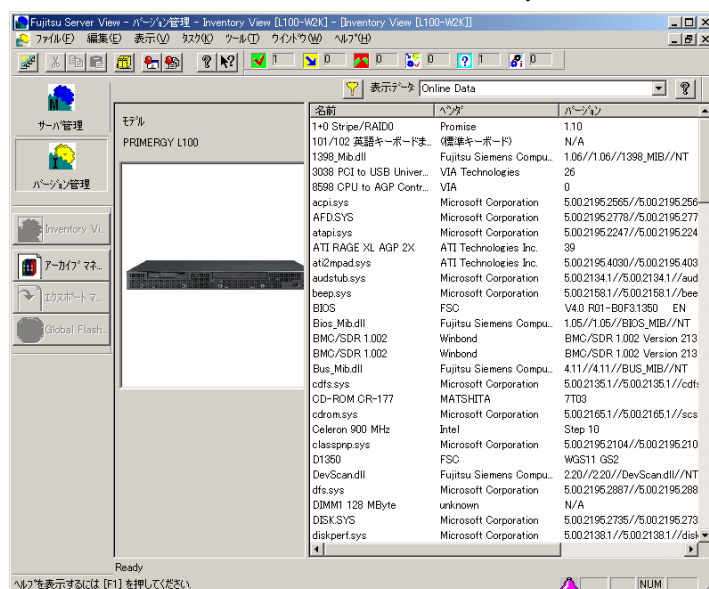 Fujitsu Server View - バージョン管理 - Inventory View [L100-W2K] - [Inventory View [L100-W2K]]
ファイル(F) 編集(E) 表示(V) タスク(K) ツール(T) ウインドウ(W) ヘルプ(H)
1 0 0 0 1 0
表示データ Online Data
サーバ管理
バージョン管理
Inventory Vi...
アーカイブ マネ...
エクスポート マ...
Global Flash...
モデル
PRIMERGY L100
名前 ベンダ バージョン
1+0 Stripe/RAID0 Promise 1.10
101/102 英語キーボードま... (標準キーボード) N/A
1398_Mib.dll Fujitsu Siemens Compu... 1.06//1.06//1398_MIB//NT
3038 PCI to USB Univer... VIA Technologies 26
8598 CPU to AGP Contr... VIA 0
acpi.sys Microsoft Corporation 5.00.2195.2565//5.00.2195.256
AFD.SYS Microsoft Corporation 5.00.2195.2778//5.00.2195.277
atapi.sys Microsoft Corporation 5.00.2195.2247//5.00.2195.224
ATI RAGE XL AGP 2X ATI Technologies Inc. 39
ati2mpad.sys ATI Technologies Inc. 5.00.2195.4030//5.00.2195.403
audstub.sys Microsoft Corporation 5.00.2134.1//5.00.2134.1//aud
beep.sys Microsoft Corporation 5.00.2158.1//5.00.2158.1//bee
BIOS FSC V4.0 R01-B0F3.1350 EN
Bios_Mib.dll Fujitsu Siemens Compu... 1.05//1.05//BIOS_MIB//NT
BMC/SDR 1.002 Winbond BMC/SDR 1.002 Version 213
BMC/SDR 1.002 Winbond BMC/SDR 1.002 Version 213
Bus_Mib.dll Fujitsu Siemens Compu... 4.11//4.11//BUS_MIB//NT
cdfs.sys Microsoft Corporation 5.00.2135.1//5.00.2135.1//cdfs
CD-ROM CR-177 MATSHITA 7T03
cdrom.sys Microsoft Corporation 5.00.2165.1//5.00.2165.1//scs
Celeron 900 MHz Intel Step 10
classpnp.sys Microsoft Corporation 5.00.2195.2104//5.00.2195.210
D1350 FSC WGS11 GS2
DevScan.dll Fujitsu Siemens Compu... 2.20//2.20//DevScan.dll//NT
dfs.sys Microsoft Corporation 5.00.2195.2887//5.00.2195.288
DIMM1 128 MByte unknown N/A
DISK.SYS Microsoft Corporation 5.00.2195.2735//5.00.2195.273
diskperf.sys Microsoft Corporation 5.00.2138.1//5.00.2138.1//disk
Ready
ヘルプを表示するには [F1] を押してください. NUM